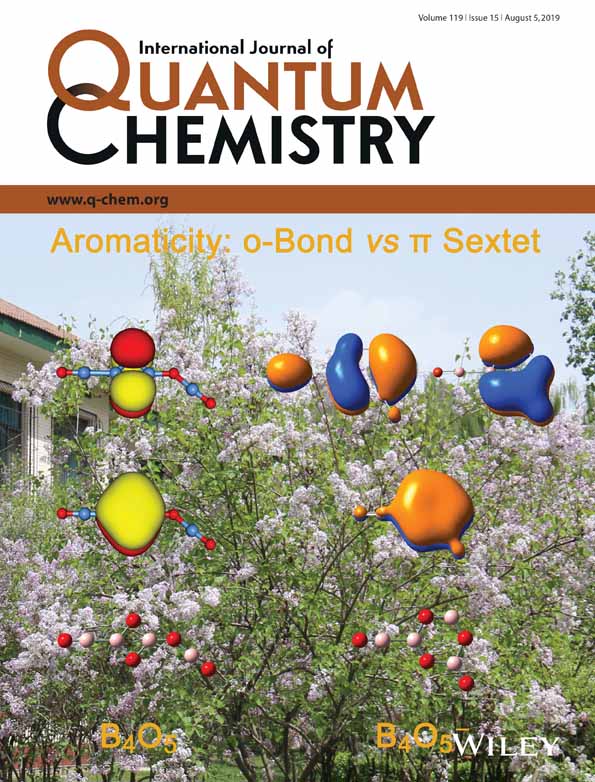 Volume 119 | Issue 15 | August 5, 2019
International Journal of
QUANTUM
CHEMISTRY
www.q-chem.org
Aromaticity: o-Bond vs π Sextet
B₄O₅
B₄O₅⁻
WILEY